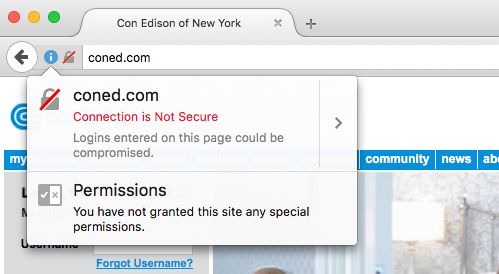 Con Edison of New York
coned.com
coned.com
Connection is Not Secure
Logins entered on this page could be
compromised.
my
community
news
Permissions
You have not granted this site any special
permissions.
Username
Forgot Username?